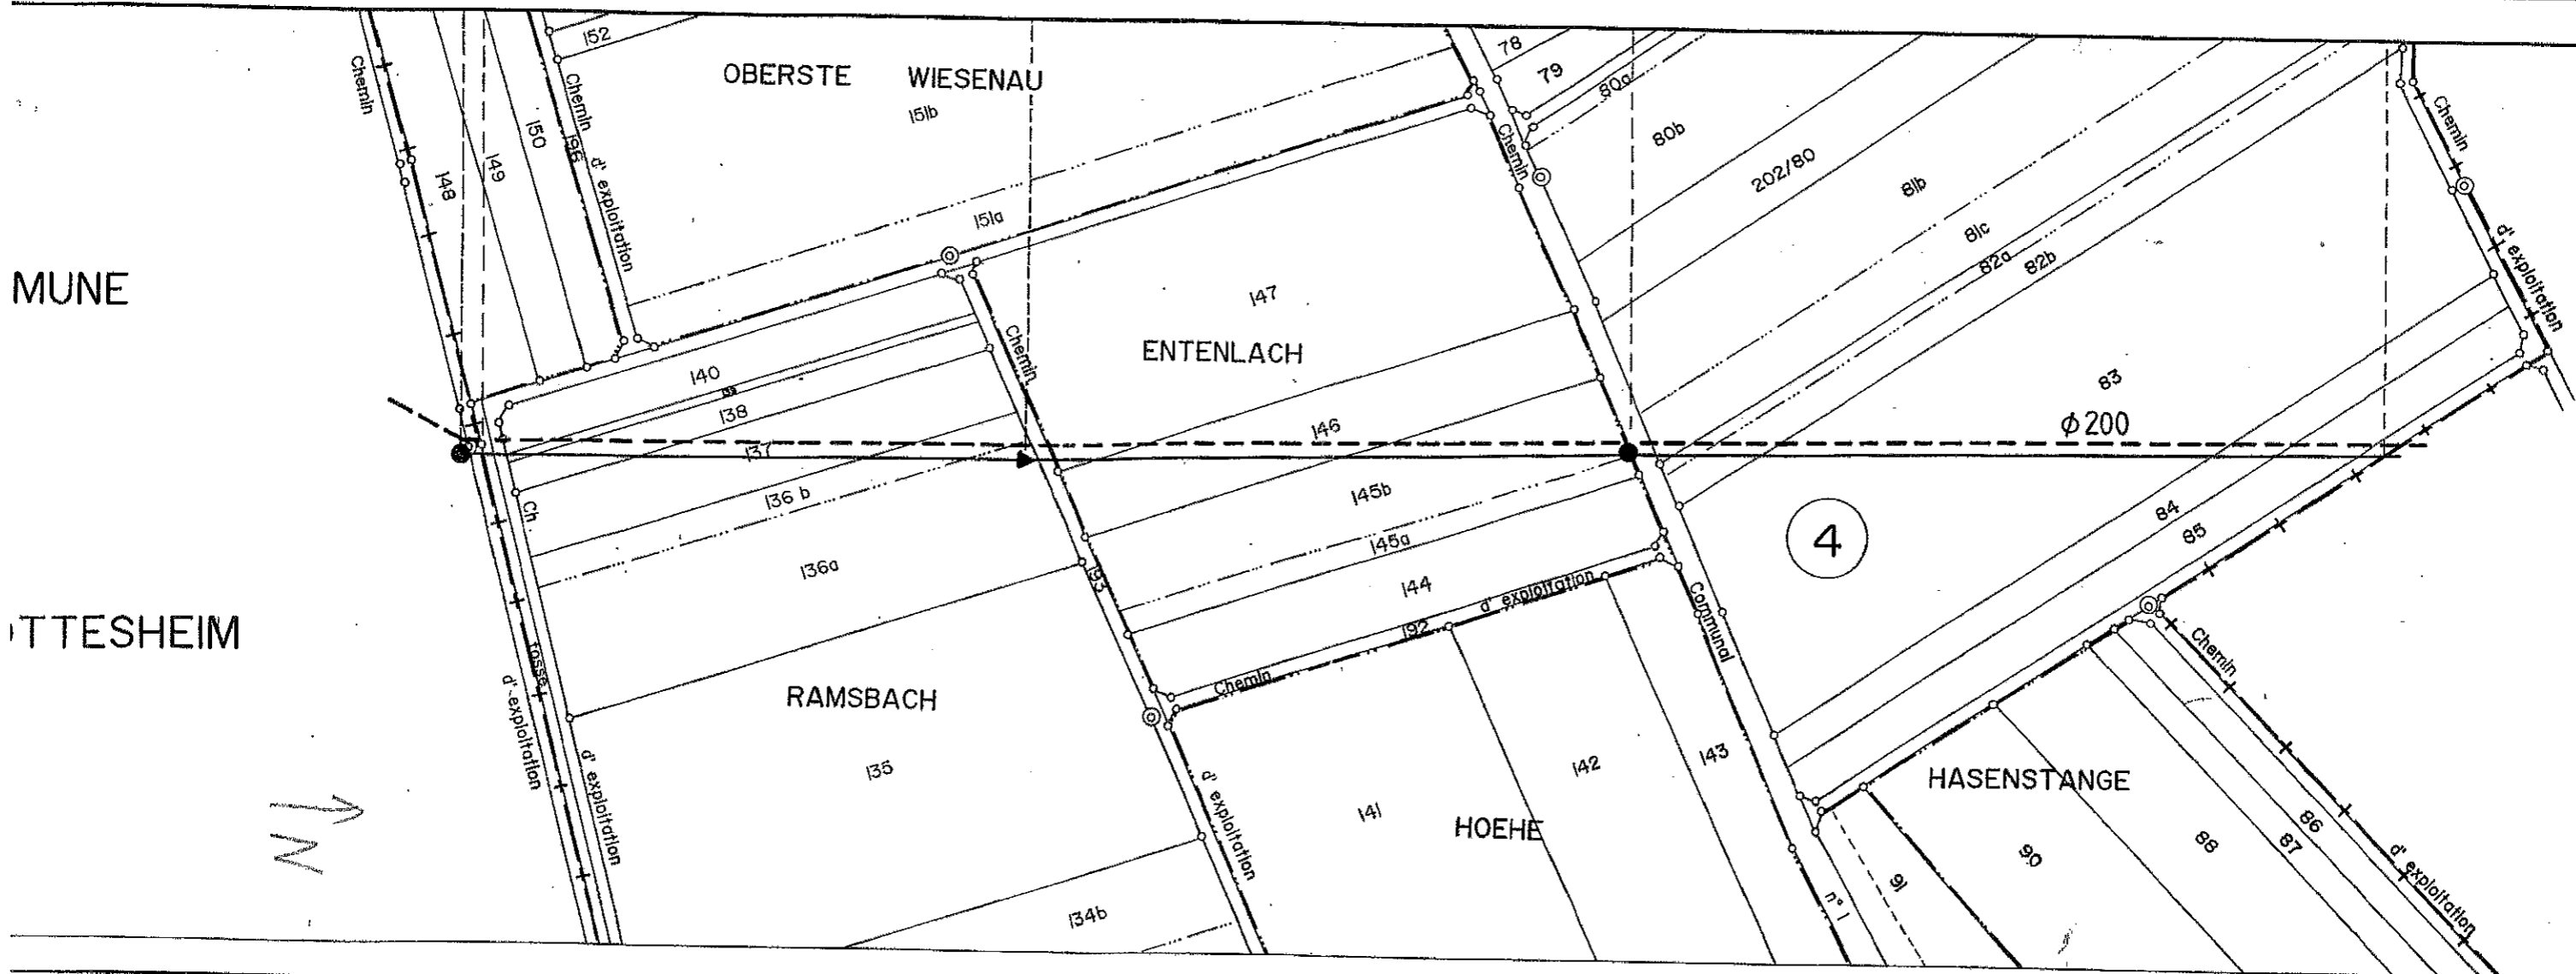 152
OBERSTE WIESENAU
78
79
80a
Chemin
Chemin
151b
150
196
149
148
d' exploitation
Chemin
80b
202/80
81b
81c
82a
82b
Chemin
d' exploitation
151a
MUNE
147
ENTENLACH
Chemin
140
138
137
146
83
ϕ200
136 b
145b
Ch.
84
85
4
145a
136a
193
144
d' exploitation
192
Chemin
Communal
TTESHEIM
fosse
d' exploitation
RAMSBACH
Chemin
d' exploitation
135
d' exploitation
142
143
HASENSTANGE
141
HOEHE
N
86
87
88
90
91
d' exploitation
n° 1
134b